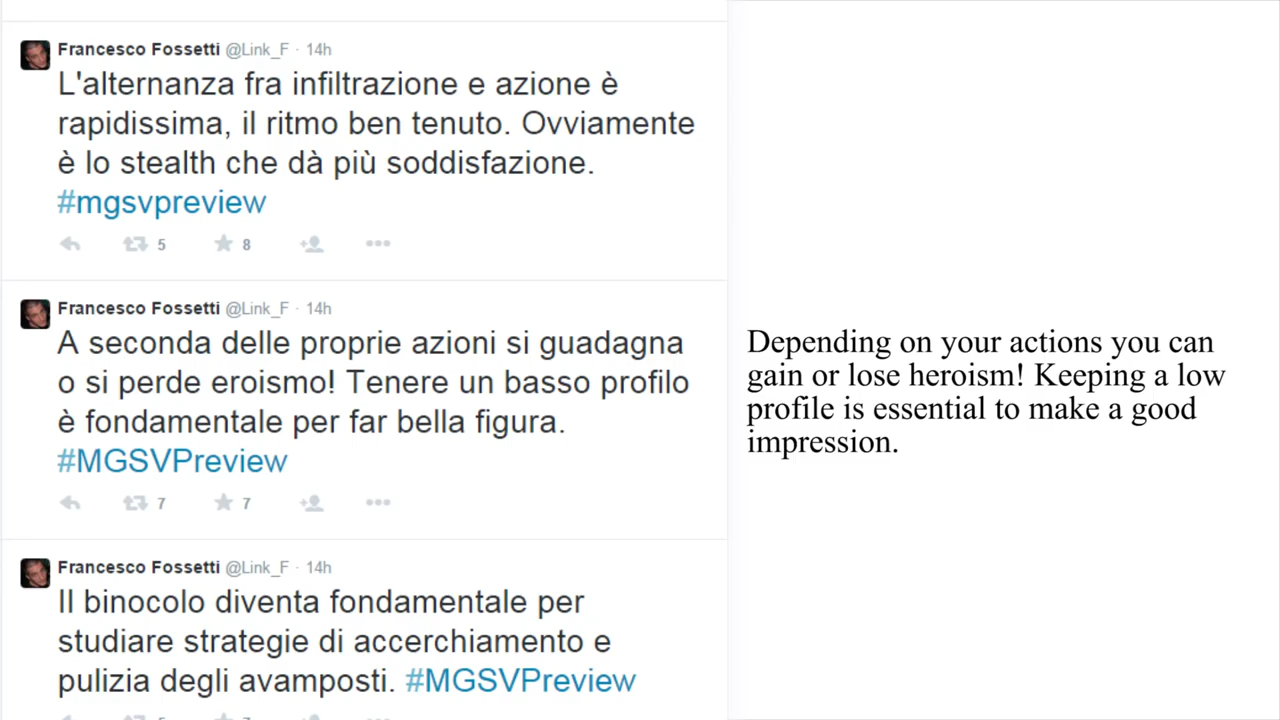 Francesco Fossetti @Link_F · 14h
L'alternanza fra infiltrazione e azione è
rapidissima, il ritmo ben tenuto. Ovviamente
è lo stealth che dà più soddisfazione.
#mgsvpreview
5 8
Francesco Fossetti @Link_F · 14h
A seconda delle proprie azioni si guadagna
o si perde eroismo! Tenere un basso profilo
è fondamentale per far bella figura.
#MGSVPreview
7 7
Francesco Fossetti @Link_F · 14h
Il binocolo diventa fondamentale per
studiare strategie di accerchiamento e
pulizia degli avamposti. #MGSVPreview
Depending on your actions you can
gain or lose heroism! Keeping a low
profile is essential to make a good
impression.